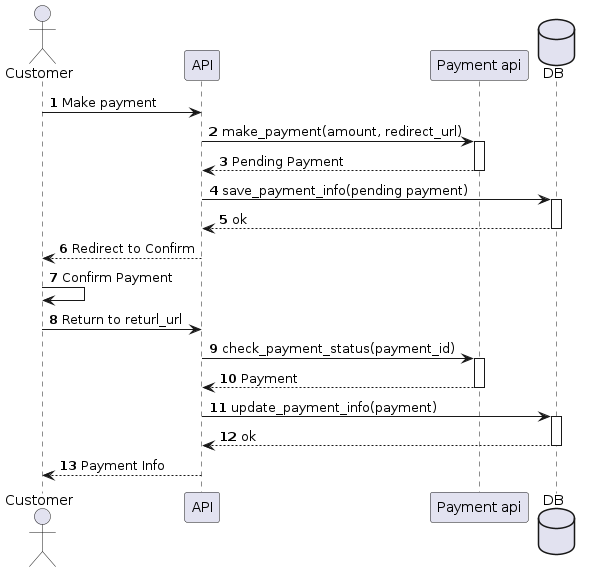 Customer
API
Payment api
DB
1 Make payment
2 make_payment(amount, redirect_url)
3 Pending Payment
4 save_payment_info(pending payment)
5 ok
6 Redirect to Confirm
7 Confirm Payment
8 Return to returl_url
9 check_payment_status(payment_id)
10 Payment
11 update_payment_info(payment)
12 ok
13 Payment Info
Customer
API
Payment api
DB